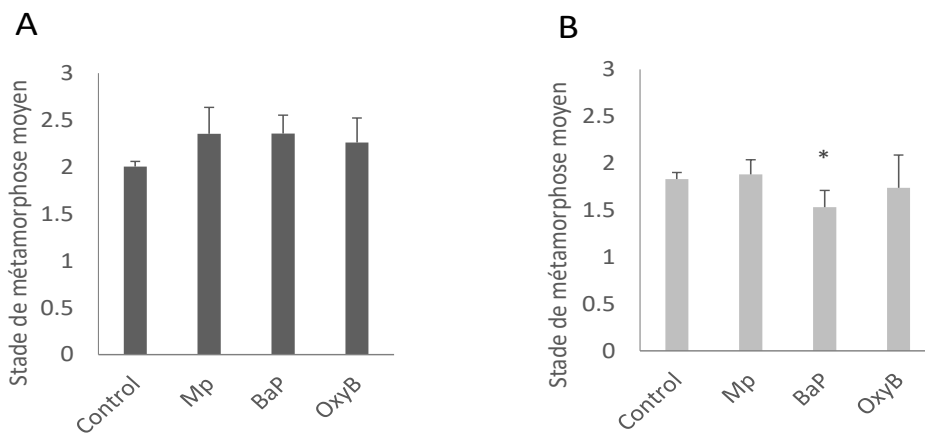 A
Stade de métamorphose moyen
3
2.5
2
1.5
1
0.5
0
Control
Mp
BaP
OxyB
B
Stade de métamorphose moyen
3
2.5
2
1.5
1
0.5
0
*
Control
Mp
BaP
OxyB